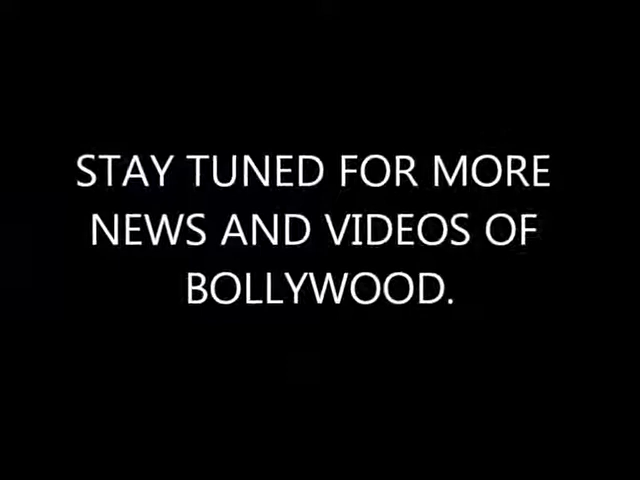 STAY TUNED FOR MORE
NEWS AND VIDEOS OF
BOLLYWOOD.